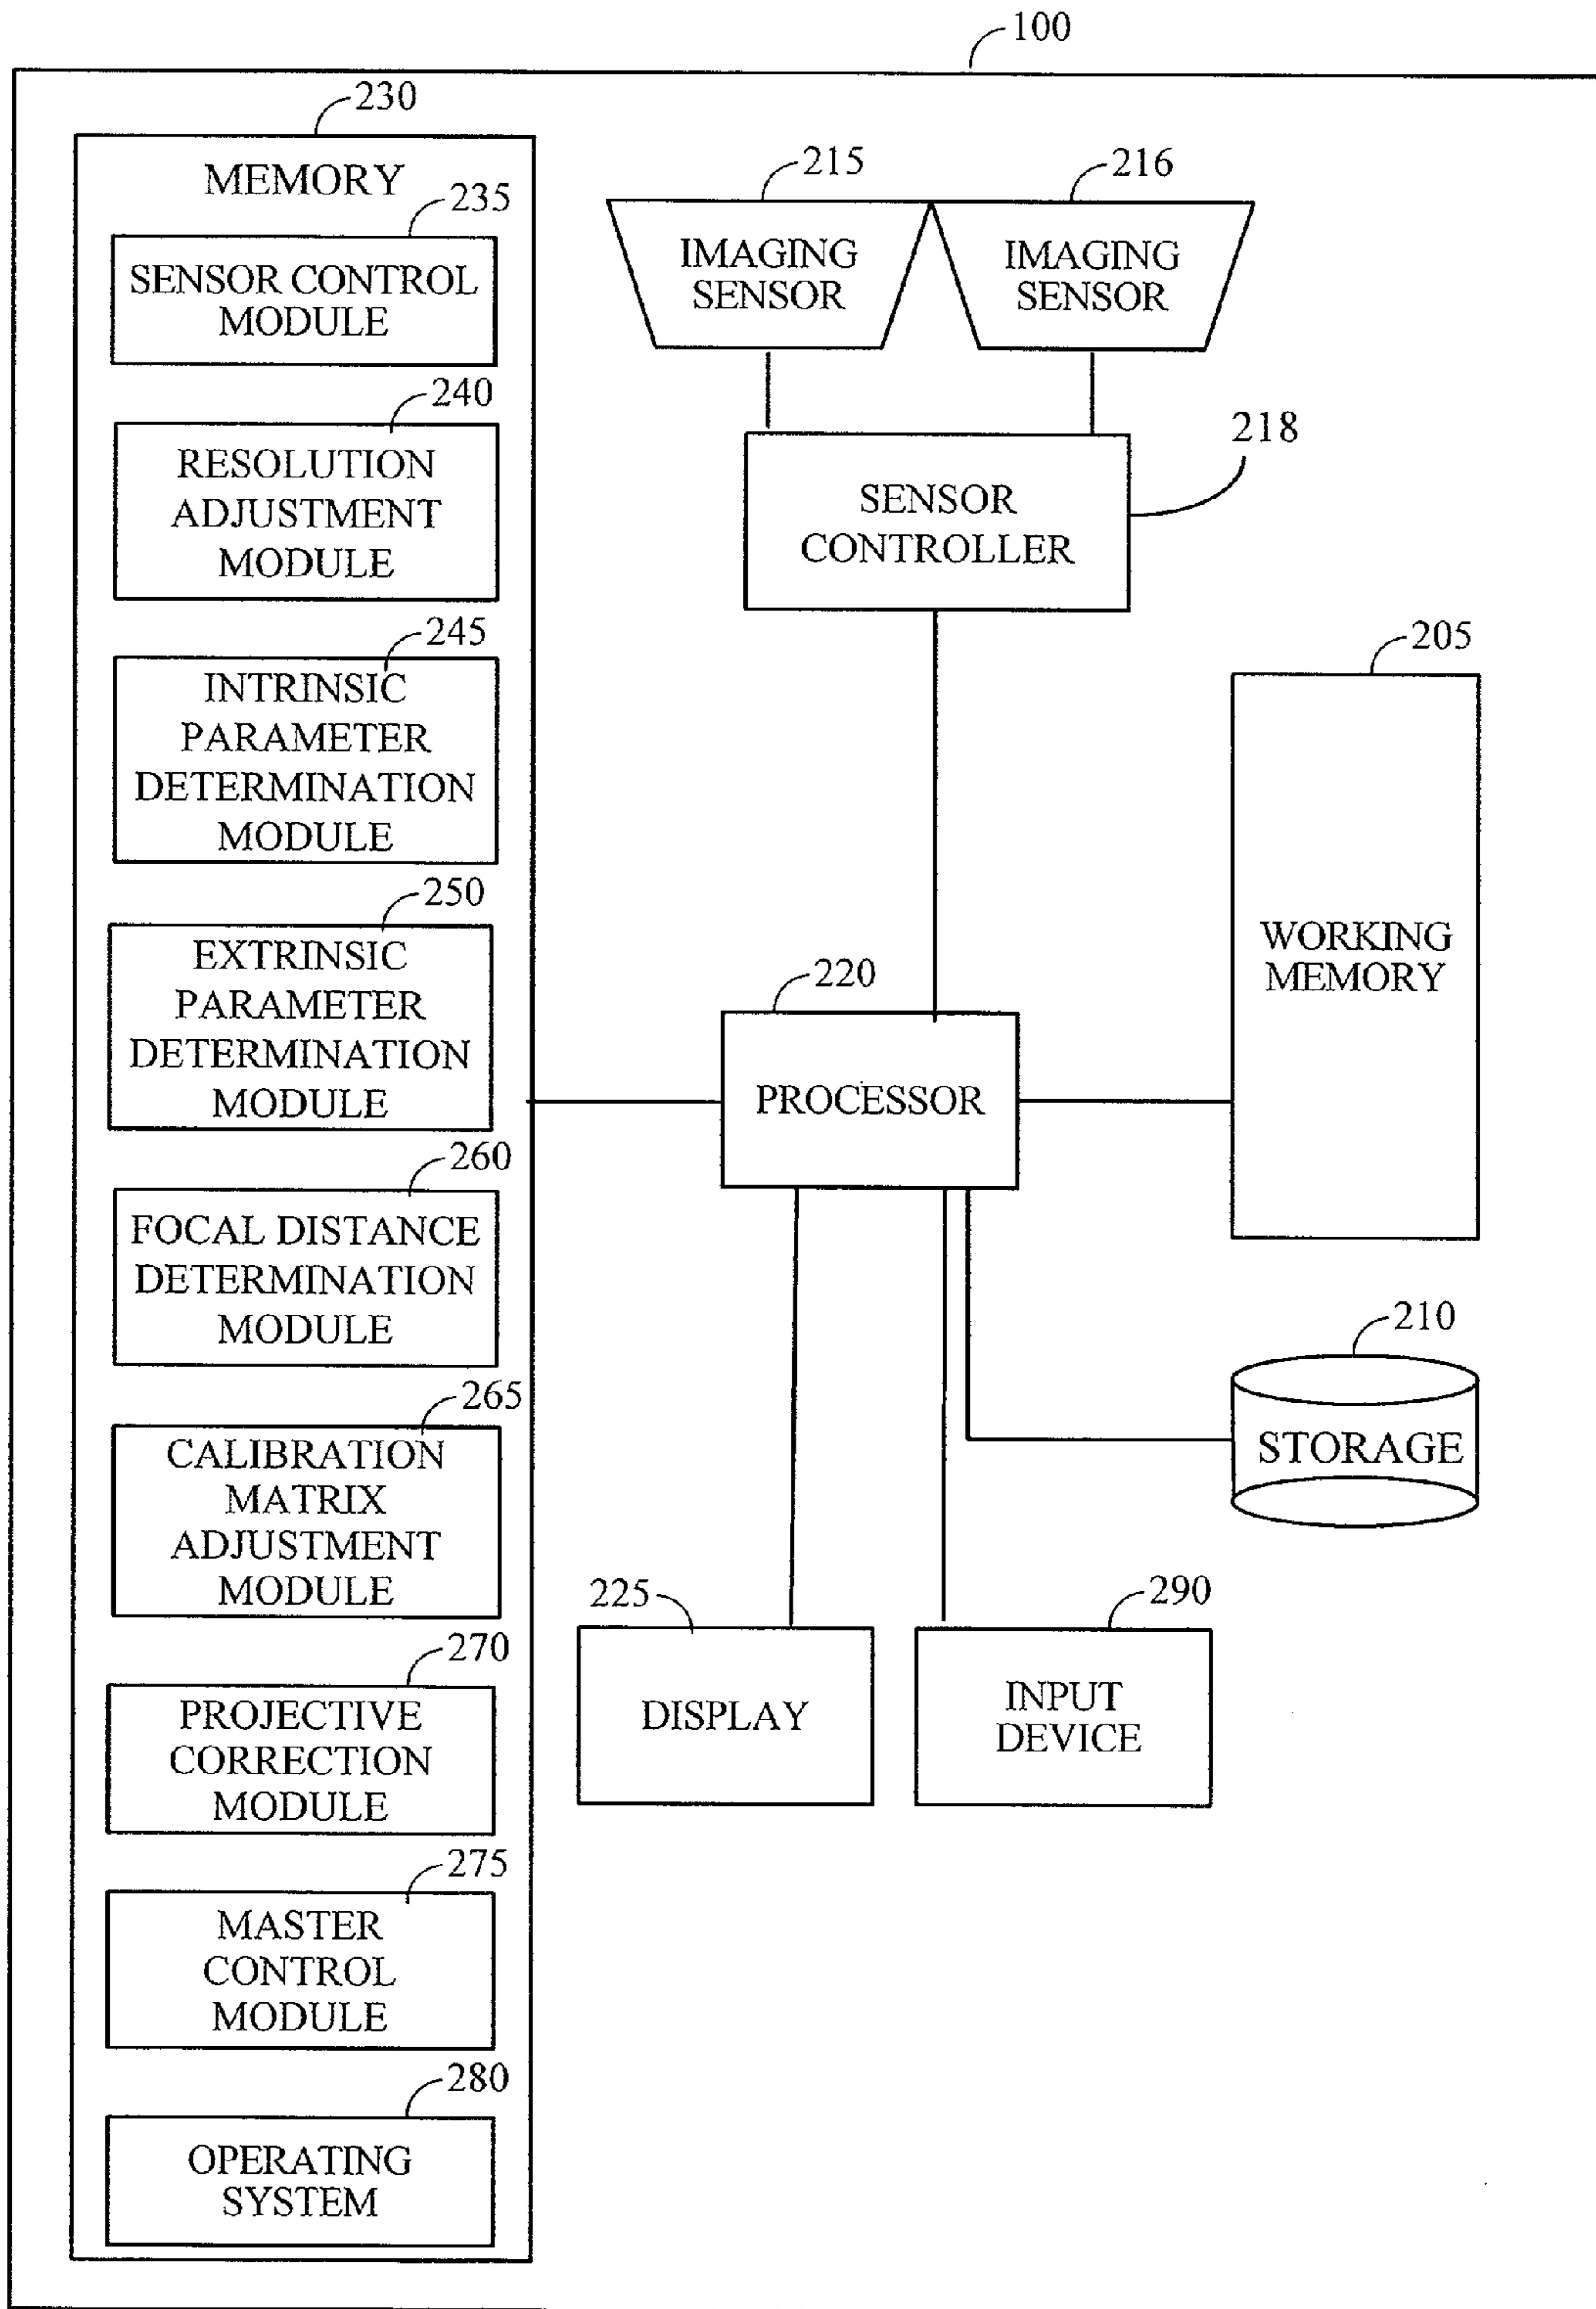 100
230
MEMORY
235
SENSOR CONTROL
MODULE
240
RESOLUTION
ADJUSTMENT
MODULE
245
INTRINSIC
PARAMETER
DETERMINATION
MODULE
250
EXTRINSIC
PARAMETER
DETERMINATION
MODULE
260
FOCAL DISTANCE
DETERMINATION
MODULE
265
CALIBRATION
MATRIX
ADJUSTMENT
MODULE
270
PROJECTIVE
CORRECTION
MODULE
275
MASTER
CONTROL
MODULE
280
OPERATING
SYSTEM
215
IMAGING
SENSOR
216
IMAGING
SENSOR
218
SENSOR
CONTROLLER
205
WORKING
MEMORY
220
PROCESSOR
210
STORAGE
225
DISPLAY
290
INPUT
DEVICE